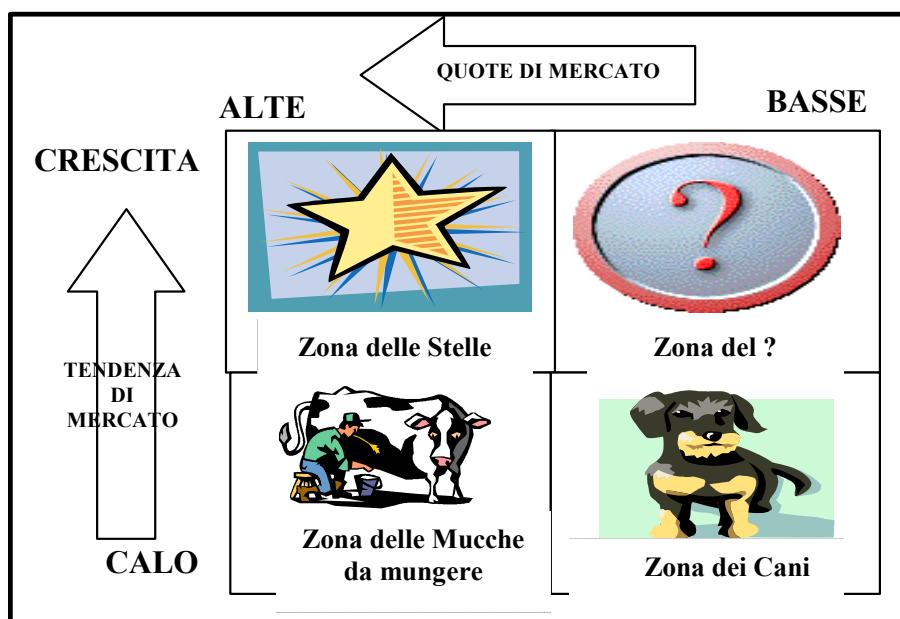 QUOTE DI MERCATO
ALTE
BASSE
CRESCITA
?
Zona delle Stelle
Zona del ?
TENDENZA
DI
MERCATO
Zona delle Mucche
da mungere
Zona dei Cani
CALO